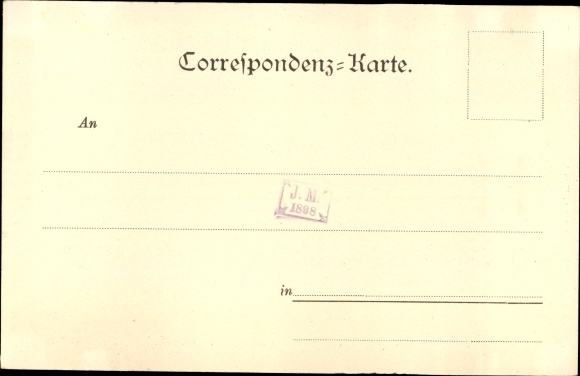 Correſpondenz=Karte.
An
J. M.
1898
in